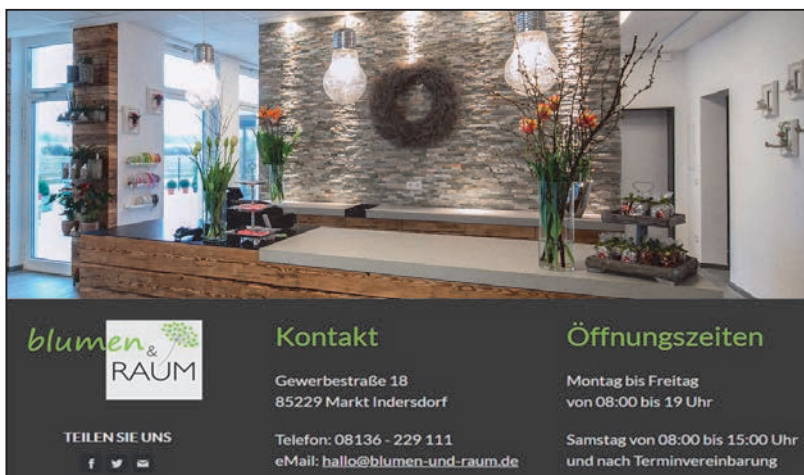 blumen
&
RAUM
TEILEN SIE UNS
Kontakt
Gewerbestraße 18
85229 Markt Indersdorf
Telefon: 08136 - 229 111
eMail: hallo@blumen-und-raum.de
Öffnungszeiten
Montag bis Freitag
von 08:00 bis 19 Uhr
Samstag von 08:00 bis 15:00 Uhr
und nach Terminvereinbarung